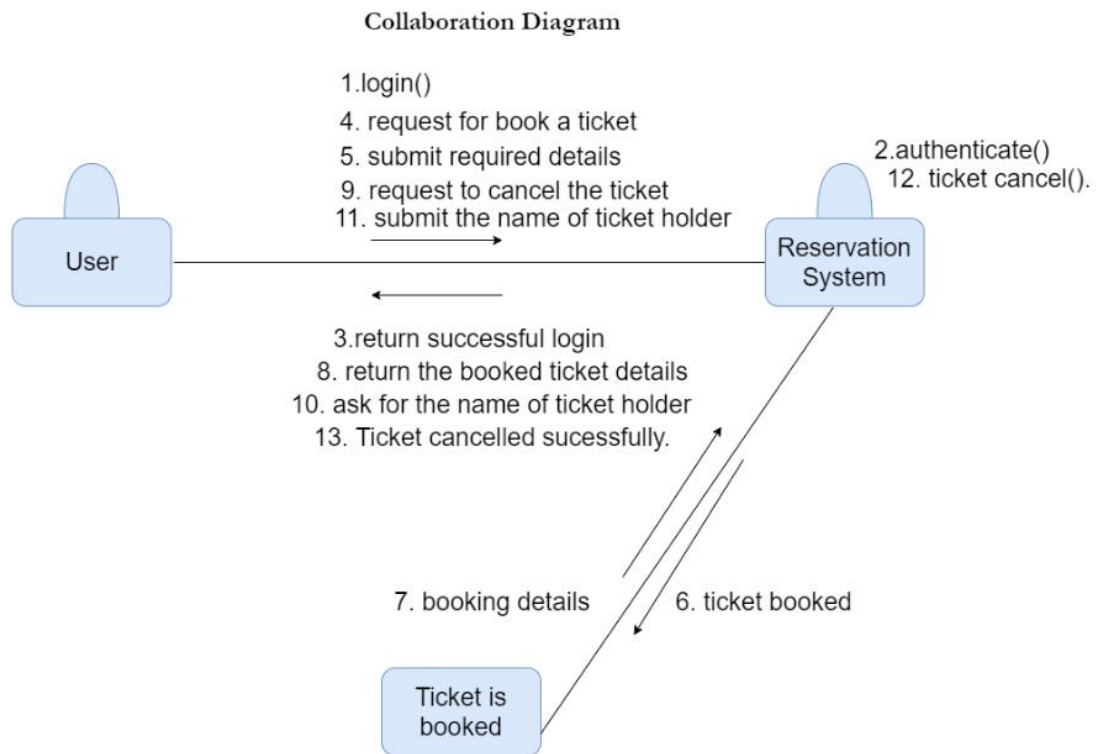 Collaboration Diagram
1.login()
4. request for book a ticket
5. submit required details
9. request to cancel the ticket
11. submit the name of ticket holder
2.authenticate()
12. ticket cancel().
User
Reservation
System
3.return successful login
8. return the booked ticket details
10. ask for the name of ticket holder
13. Ticket cancelled sucessfully.
7. booking details
6. ticket booked
Ticket is
booked